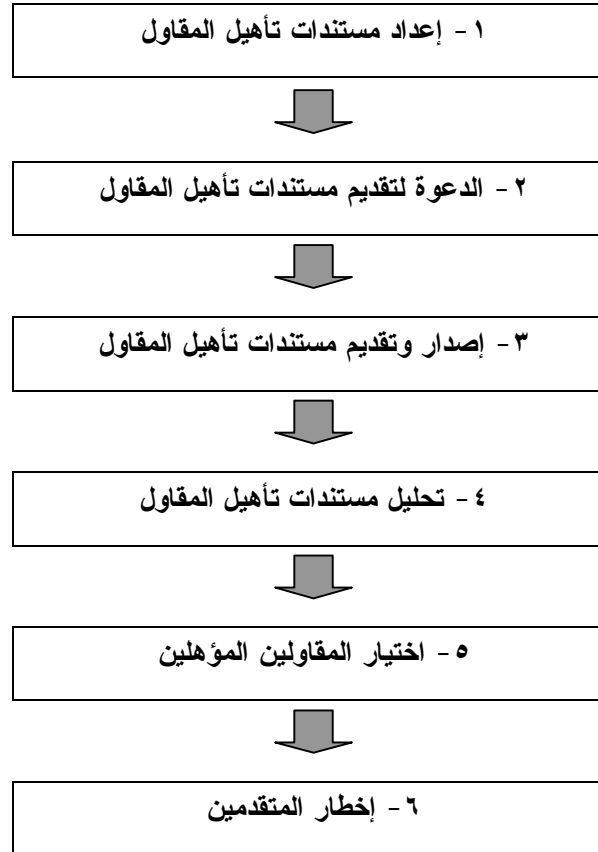 ١ - إعداد مستندات تأهيل المقاول
٢ - الدعوة لتقديم مستندات تأهيل المقاول
٣ - إصدار وتقديم مستندات تأهيل المقاول
٤ - تحليل مستندات تأهيل المقاول
٥ - اختيار المقاولين المؤهلين
٦ - إخطار المتقدمين